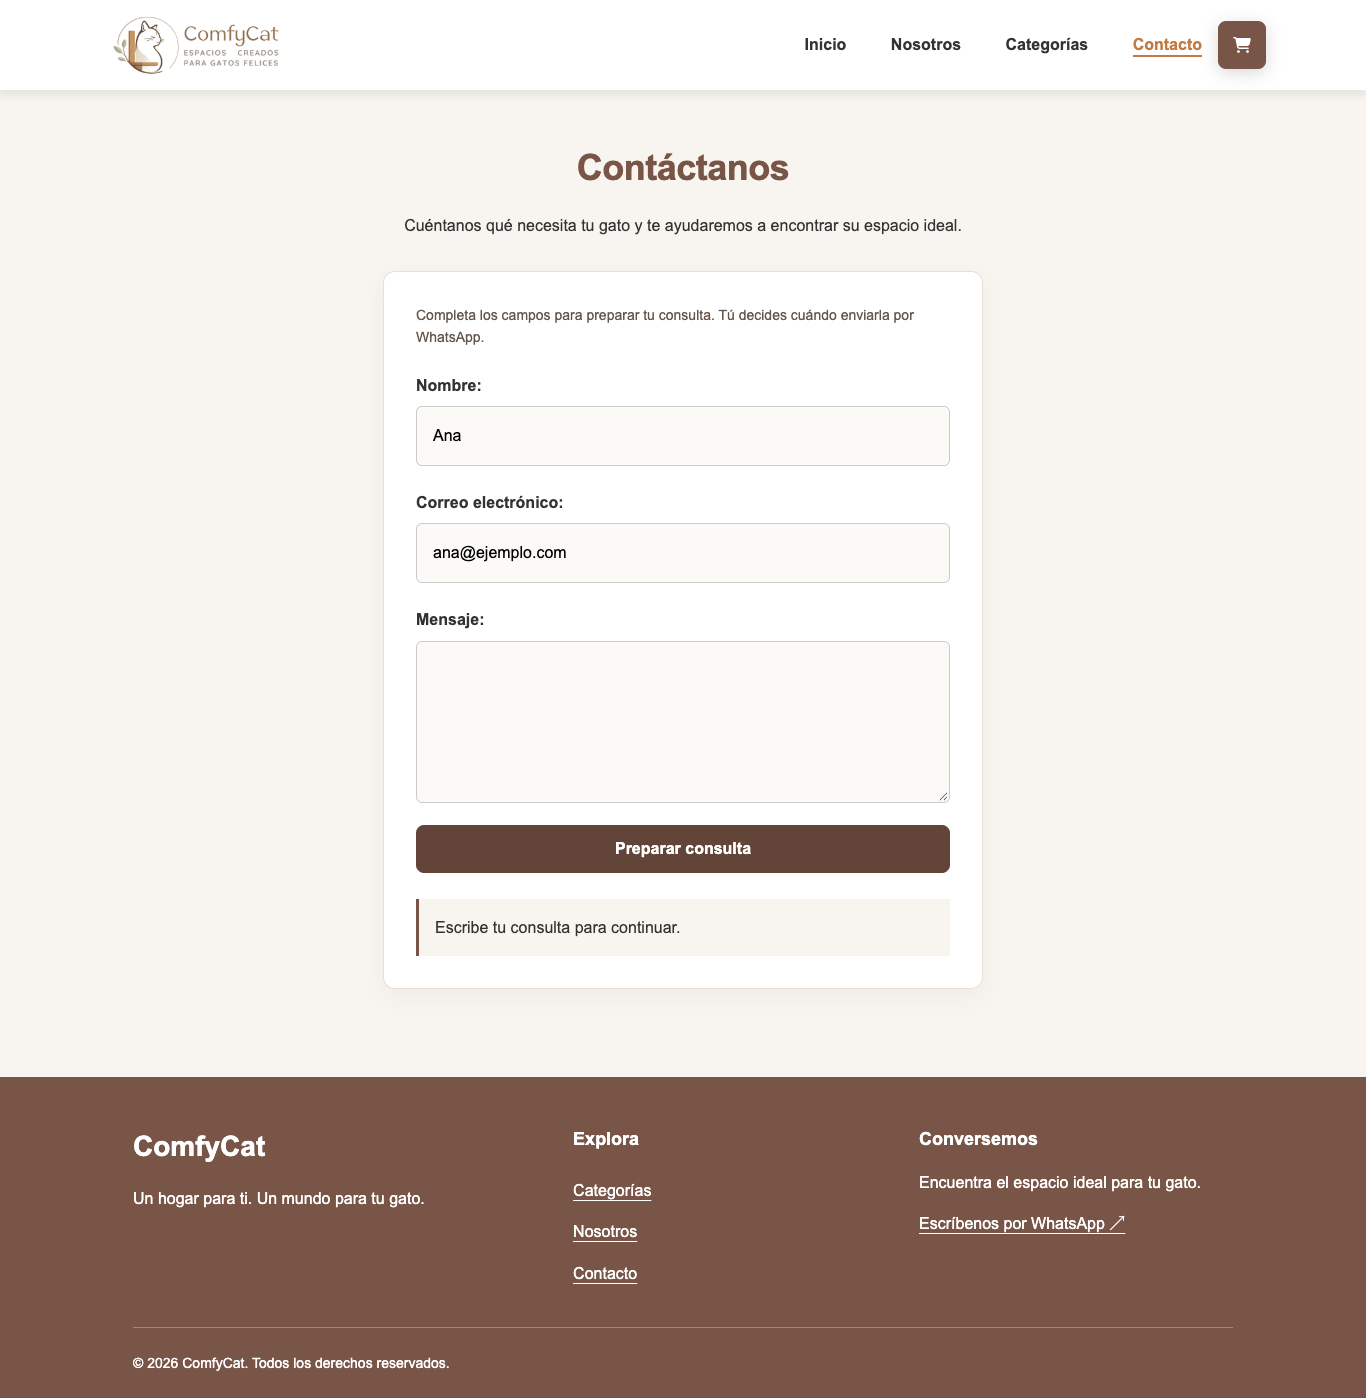 ComfyCat
ESPACIOS CREADOS
PARA GATOS FELICES
Inicio
Nosotros
Categorías
Contacto
Contáctanos
Cuéntanos qué necesita tu gato y te ayudaremos a encontrar su espacio ideal.
Completa los campos para preparar tu consulta. Tú decides cuándo enviarla por
WhatsApp.
Nombre:
Ana
Correo electrónico:
ana@ejemplo.com
Mensaje:
Preparar consulta
Escribe tu consulta para continuar.
ComfyCat
Un hogar para ti. Un mundo para tu gato.
Explora
Categorías
Nosotros
Contacto
Conversemos
Encuentra el espacio ideal para tu gato.
Escríbenos por WhatsApp ↗
© 2026 ComfyCat. Todos los derechos reservados.